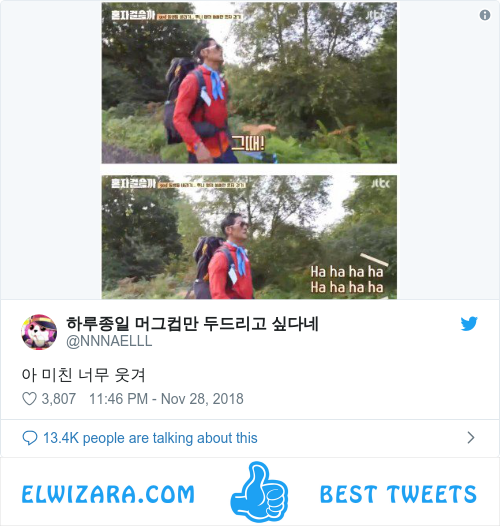 jtbc
그때!
jtbc
Ha ha ha ha
Ha ha ha ha
하루종일 머그컵만 두드리고 싶다네
@NNNAELLL
아 미친 너무 웃겨
3,807 11:46 PM - Nov 28, 2018
13.4K people are talking about this
ELWIZARA.COM BEST TWEETS